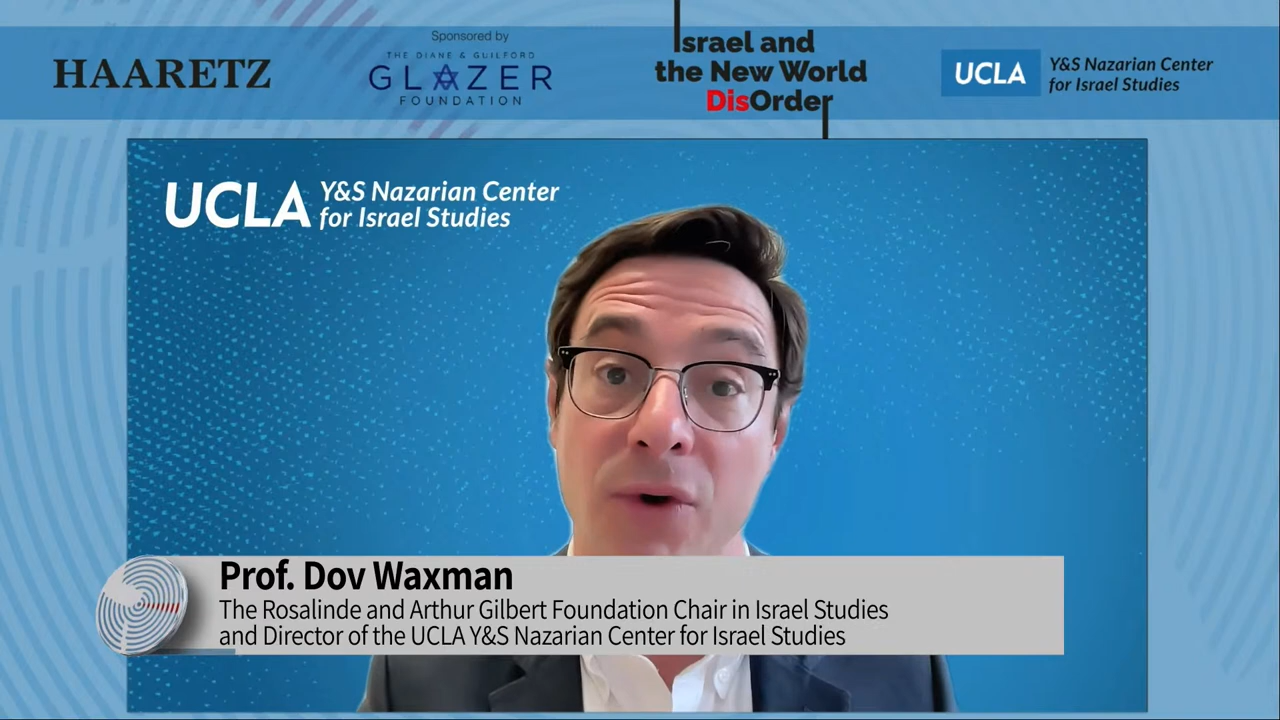 HAARETZ
Sponsored by
THE DIANE & GUILFORD
GLAZER
FOUNDATION
Israel and
the New World
DisOrder
UCLA
Y&S Nazarian Center
for Israel Studies
UCLA
Y&S Nazarian Center
for Israel Studies
Prof. Dov Waxman
The Rosalinde and Arthur Gilbert Foundation Chair in Israel Studies
and Director of the UCLA Y&S Nazarian Center for Israel Studies